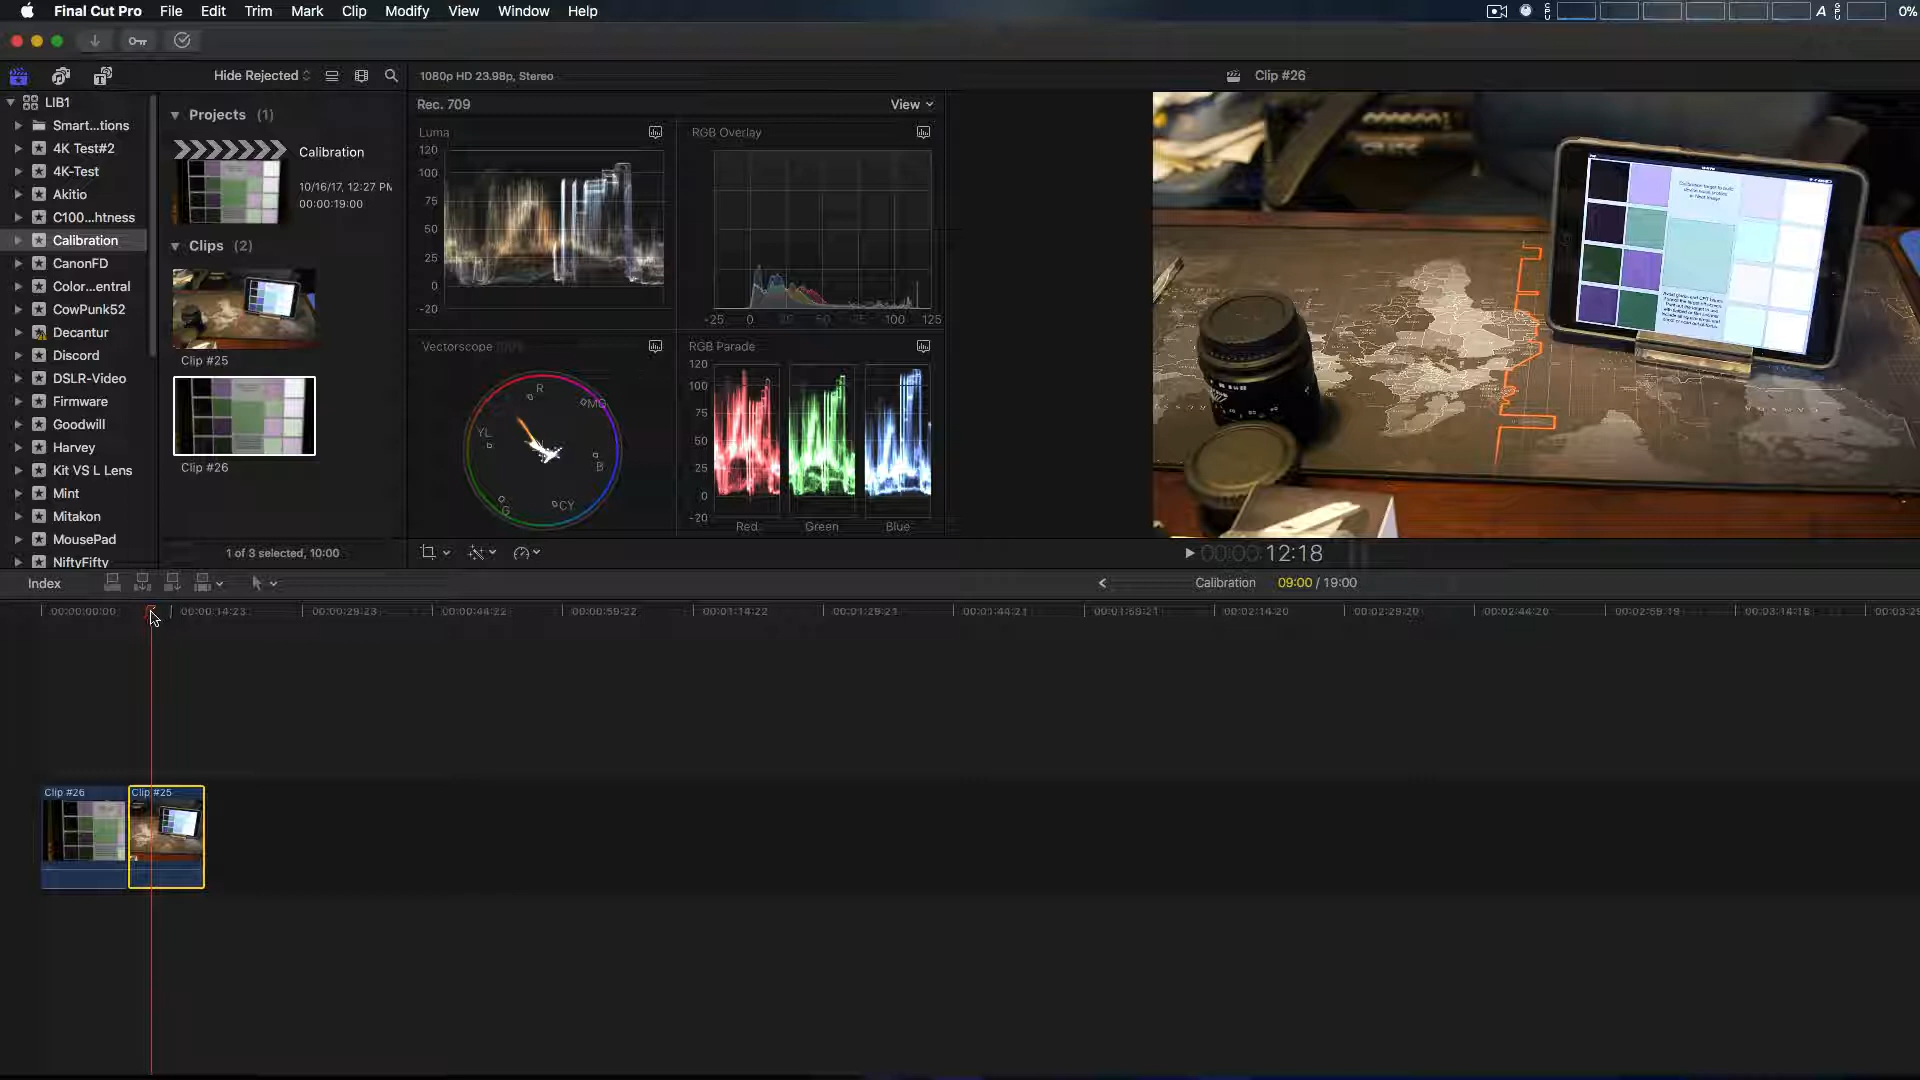 Final Cut Pro File Edit Trim Mark Clip Modify View Window Help
0%
Hide Rejected
1080p HD 23.98p, Stereo
Clip #26
LIB1
Smart...tions
4K Test#2
4K-Test
Akitio
C100...htness
Calibration
CanonFD
Color...entral
CowPunk52
Decantur
Discord
DSLR-Video
Firmware
Goodwill
Harvey
Kit VS L Lens
Mint
Mitakon
MousePad
NiftyFifty
Projects (1)
Calibration
10/16/17, 12:27 PM
00:00:19:00
Clips (2)
Clip #25
Clip #26
1 of 3 selected, 10:00
Rec. 709
View
Luma
120
100
75
50
25
0
-20
RGB Overlay
-25 0 25 50 75 100 125
Vectorscope
R
MG
B
CY
G
YL
RGB Parade
120
100
75
50
25
0
-20
Red Green Blue
00:00:12:18
Index
Calibration 09:00 / 19:00
00:00:00:00 00:00:14:23 00:00:29:23 00:00:44:22 00:00:59:22 00:01:14:22 00:01:29:21 00:01:44:21 00:01:59:21 00:02:14:20 00:02:29:20 00:02:44:20 00:02:59:19 00:03:14:19
Clip #26 Clip #25